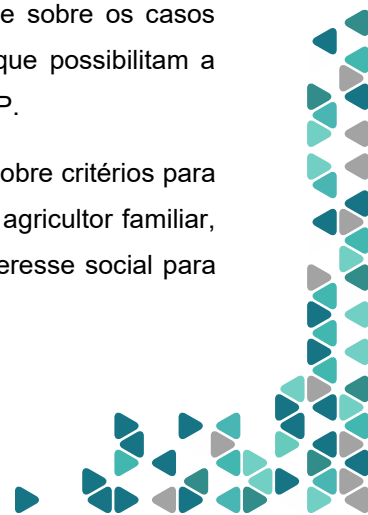 e sobre os casos
que possibilitam a
P.
obre critérios para
agricultor familiar,
eresse social para